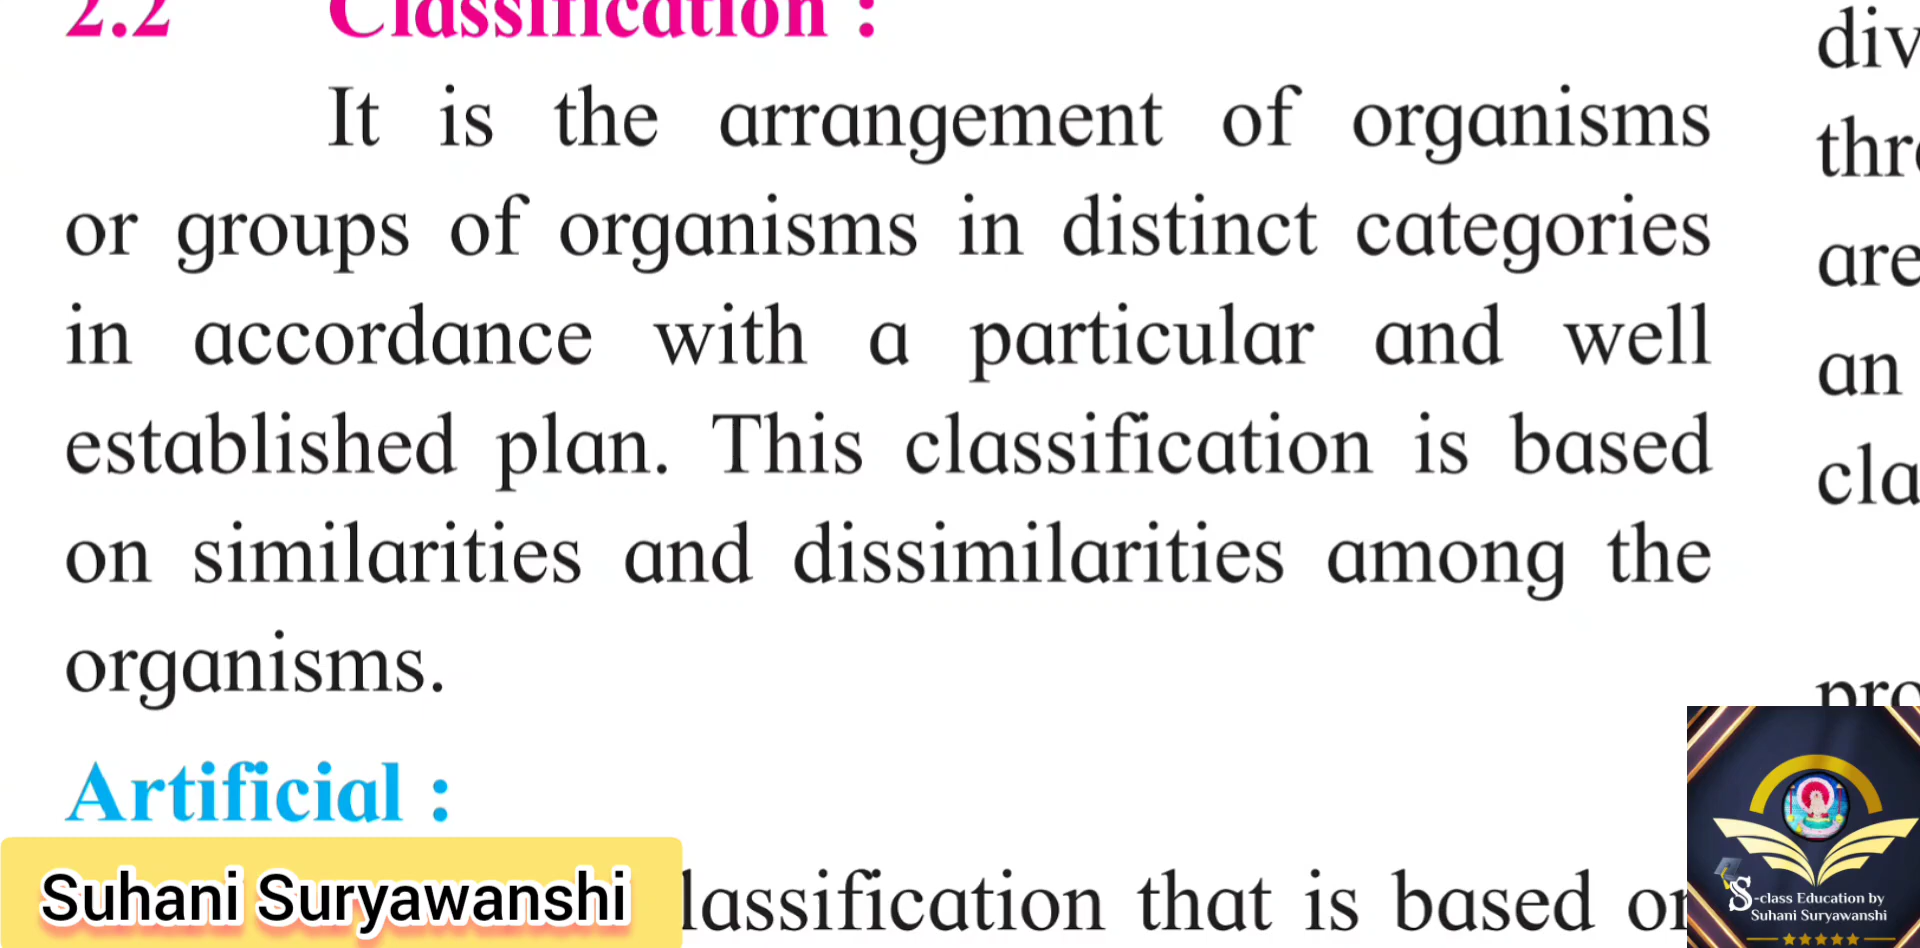 2.2 Classification :
It is the arrangement of organisms
or groups of organisms in distinct categories
in accordance with a particular and well
established plan. This classification is based
on similarities and dissimilarities among the
organisms.
Artificial :
lassification that is based
Suhani Suryawanshi
div
thr
are
an
cla
pro
S-class Education by
Suhani Suryawanshi